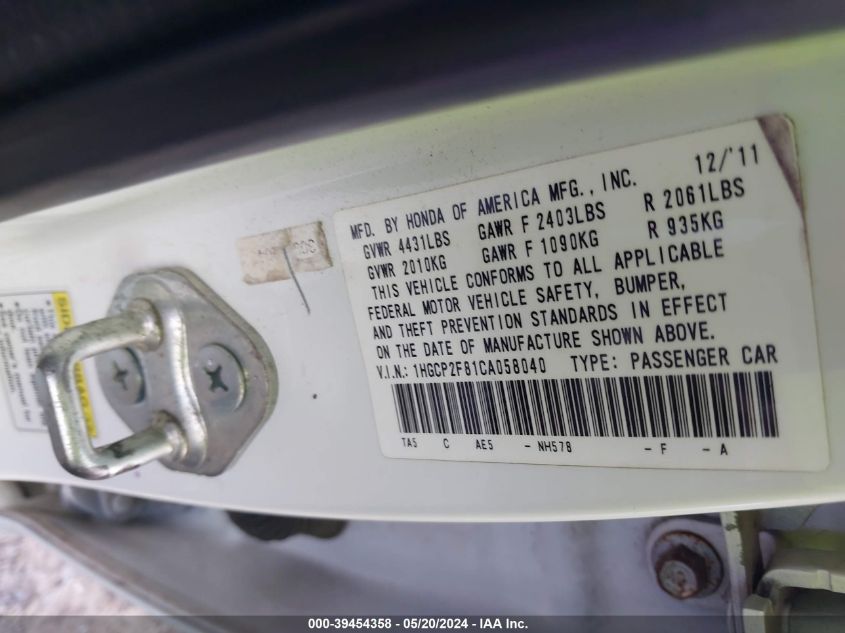 12/'11
MFD. BY HONDA OF AMERICA MFG., INC.
GVWR 4431LBS GAWR F 2403LBS R 2061LBS
GVWR 2010KG GAWR F 1090KG R 935KG
THIS VEHICLE CONFORMS TO ALL APPLICABLE
FEDERAL MOTOR VEHICLE SAFETY, BUMPER,
AND THEFT PREVENTION STANDARDS IN EFFECT
ON THE DATE OF MANUFACTURE SHOWN ABOVE.
V.I.N.: 1HGCP2F81CA058040 TYPE: PASSENGER CAR
TA5 C AE5 - NH578 - F - A
000-39454358 - 05/20/2024 - IAA Inc.